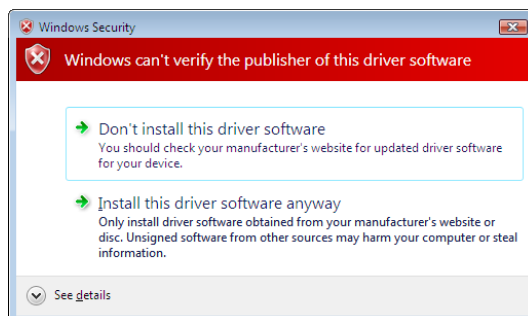 Windows Security
Windows can't verify the publisher of this driver software
Don't install this driver software
You should check your manufacturer's website for updated driver software
for your device.
Install this driver software anyway
Only install driver software obtained from your manufacturer's website or
disc. Unsigned software from other sources may harm your computer or steal
information.
See details